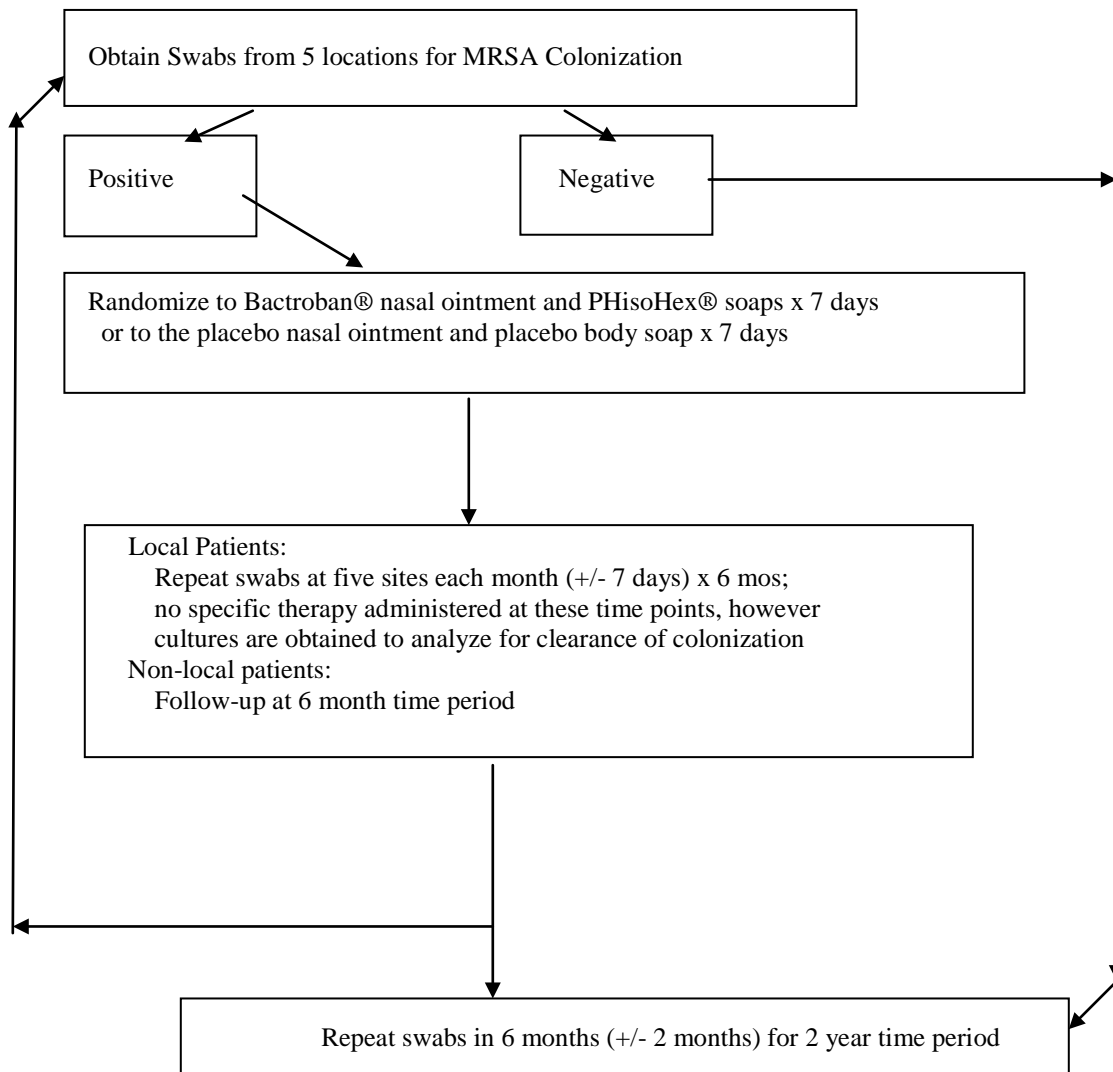 Obtain Swabs from 5 locations for MRSA Colonization
Positive
Negative
Randomize to Bactroban® nasal ointment and PHisoHex® soaps x 7 days
or to the placebo nasal ointment and placebo body soap x 7 days
Local Patients:
Repeat swabs at five sites each month (+/- 7 days) x 6 mos;
no specific therapy administered at these time points, however
cultures are obtained to analyze for clearance of colonization
Non-local patients:
Follow-up at 6 month time period
Repeat swabs in 6 months (+/- 2 months) for 2 year time period